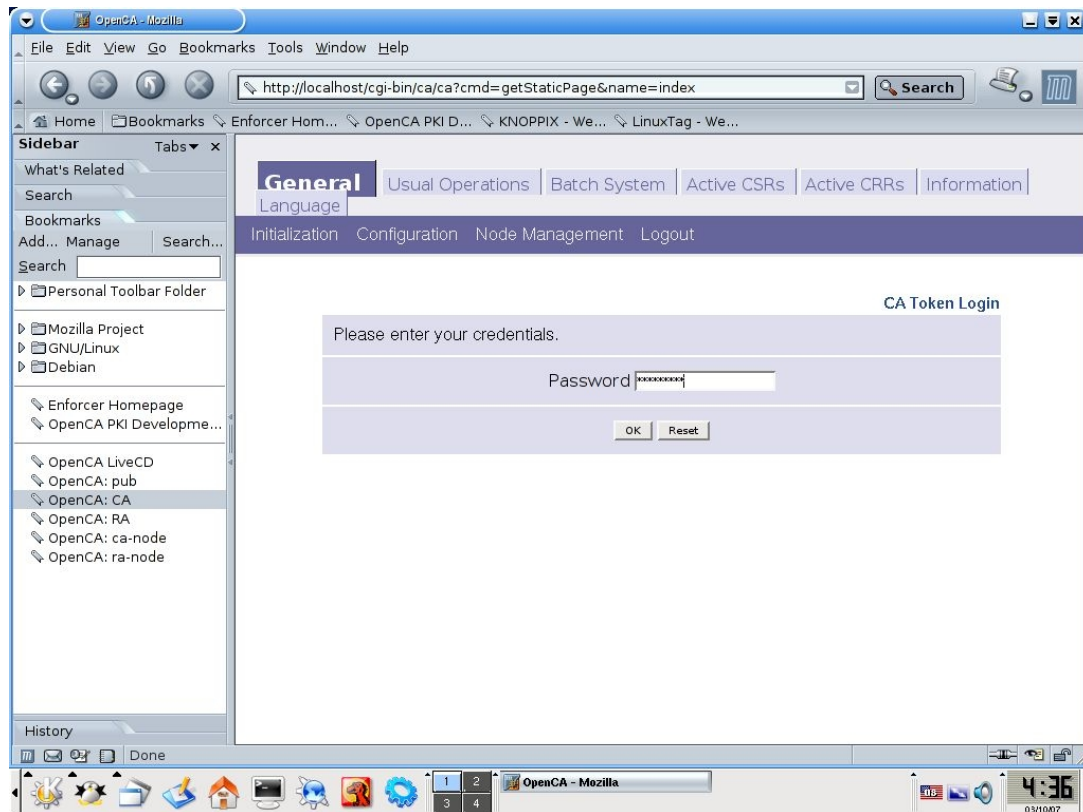 OpenCA - Mozilla
File Edit View Go Bookmarks Tools Window Help
http://localhost/cgi-bin/ca/ca?cmd=getStaticPage&name=index
Search
Home Bookmarks Enforcer Hom... OpenCA PKI D... KNOPPIX - We... LinuxTag - We...
Sidebar Tabs x
What's Related
Search
Bookmarks
Add... Manage Search...
Search
Personal Toolbar Folder
Mozilla Project
GNU/Linux
Debian
Enforcer Homepage
OpenCA PKI Developme...
OpenCA LiveCD
OpenCA: pub
OpenCA: CA
OpenCA: RA
OpenCA: ca-node
OpenCA: ra-node
History
General Usual Operations Batch System Active CSRs Active CRRs Information
Language
Initialization Configuration Node Management Logout
CA Token Login
Please enter your credentials.
Password *********
OK Reset
Done
1 2
3 4
OpenCA - Mozilla
us
4:36
03/10/07